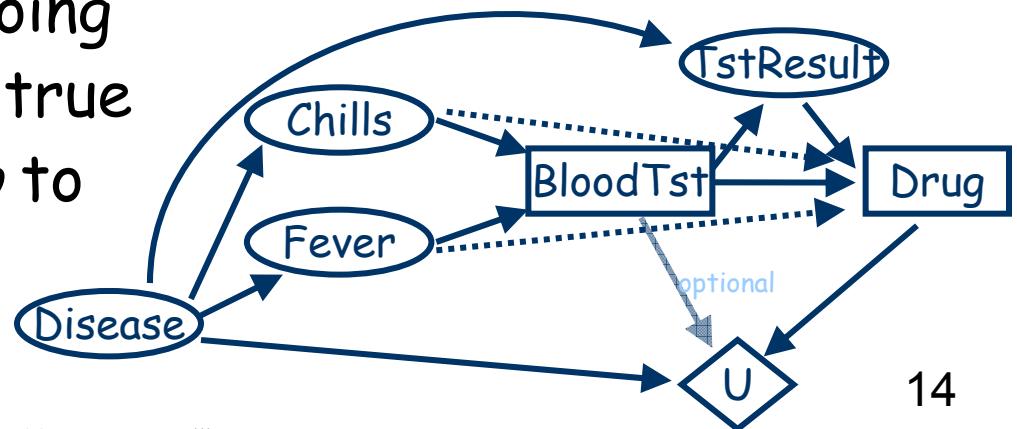 oing
true
to
TstResult
Chills
BloodTst
Drug
Fever
optional
Disease
U
14